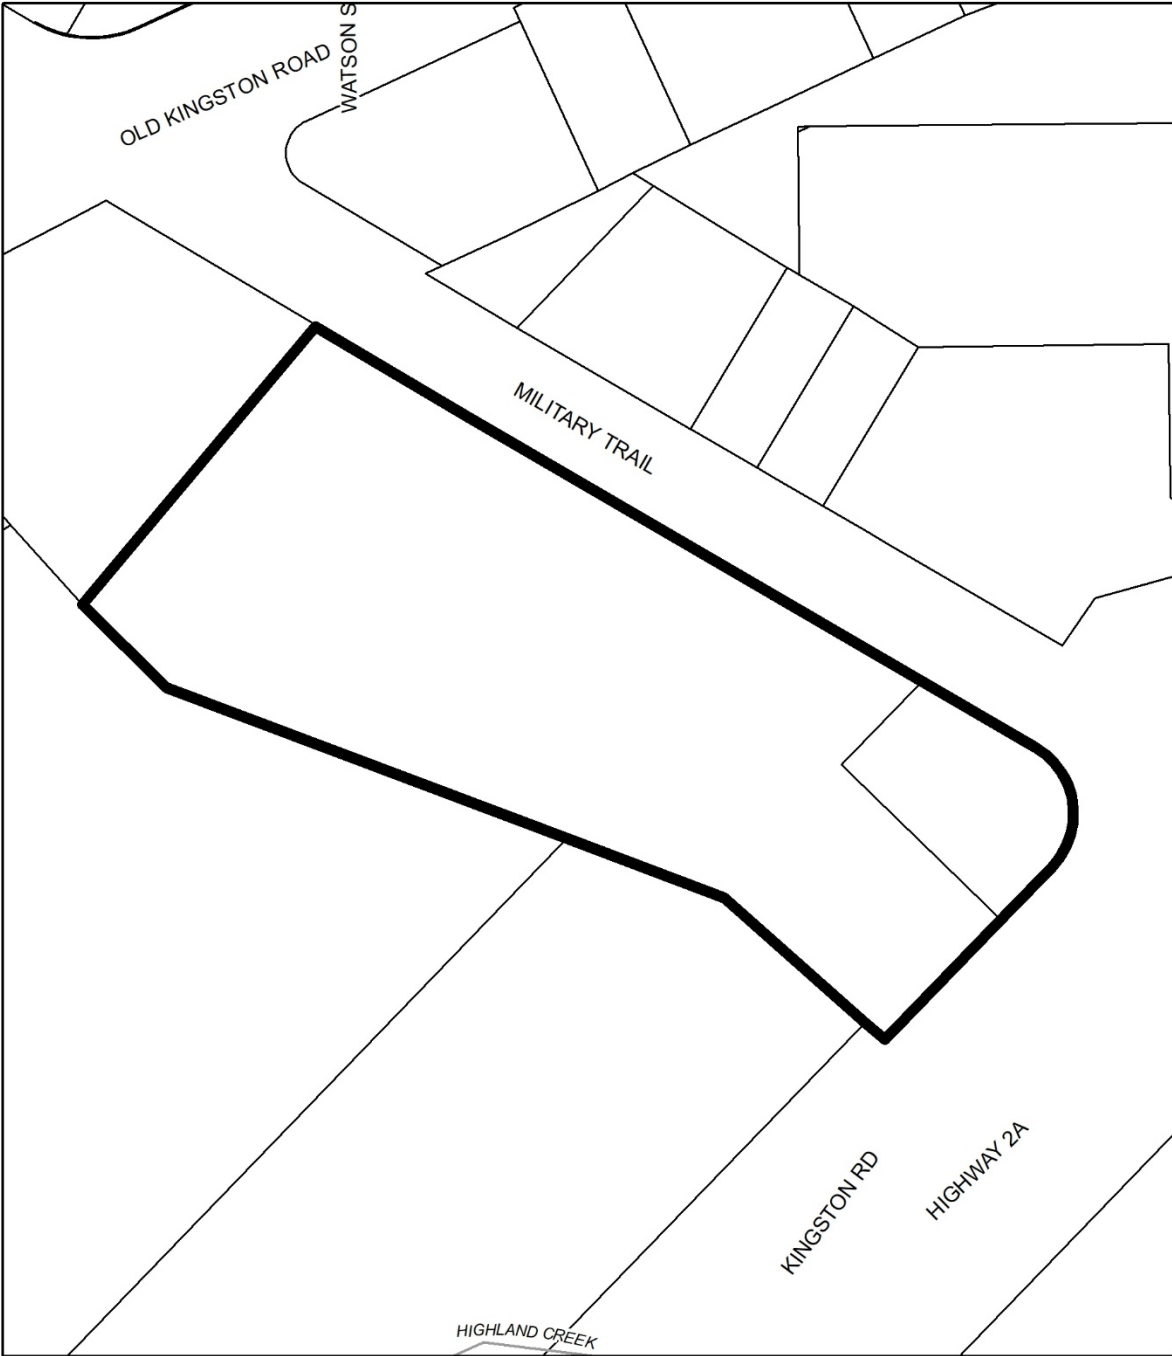 OLD KINGSTON ROAD
WATSON S
MILITARY TRAIL
KINGSTON RD
HIGHWAY 2A
HIGHLAND CREEK